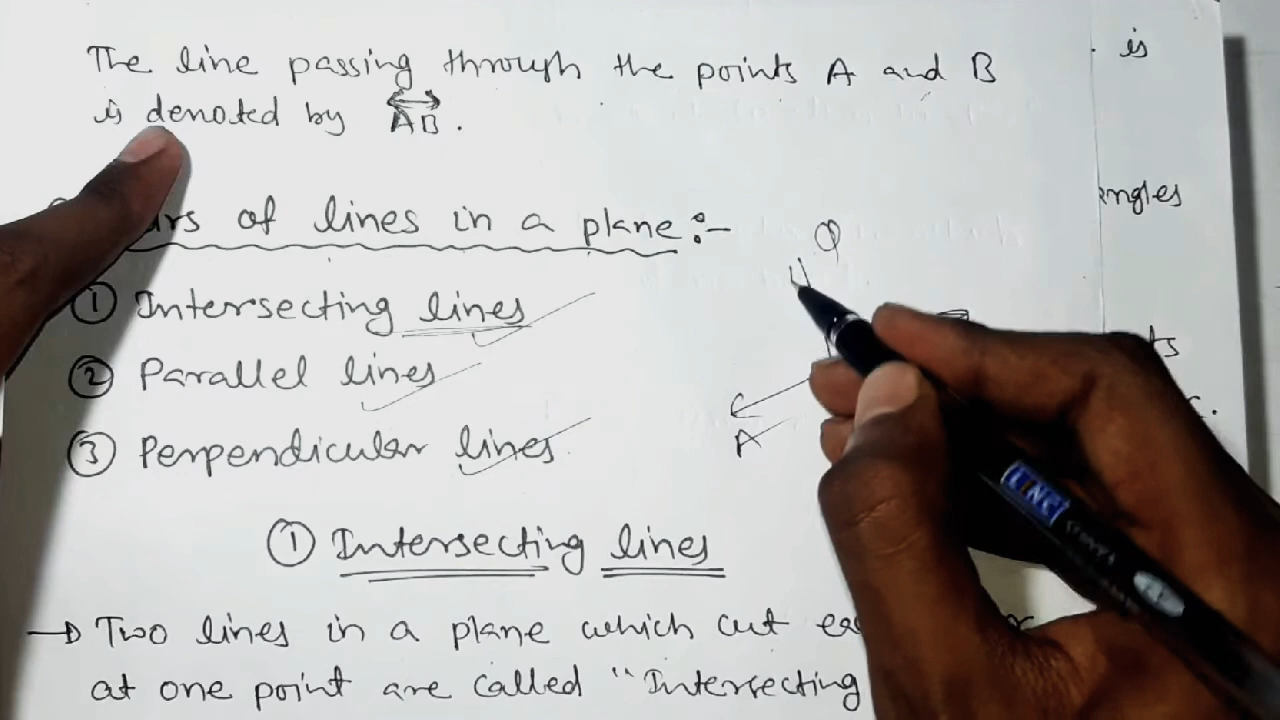 The line passing through the points A and B
is denoted by AB.
of lines in a plane :-
① Intersecting lines
② Parallel lines
③ Perpendicular lines
① Intersecting lines
Two lines in a plane which cut
at one point are called "Intersecting
is
Q
A
LINC